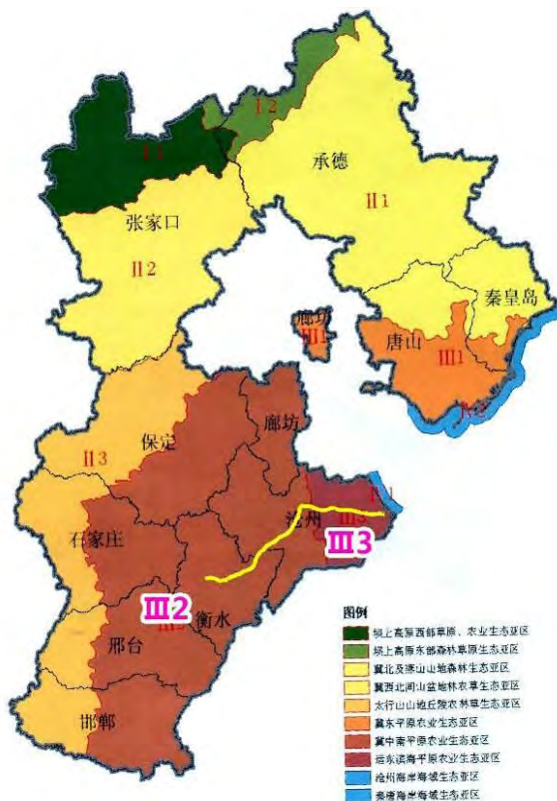 I 2
I 1
承德
II1
张家口
II2
秦皇岛
廊坊
III1
唐山
III1
廊坊
保定
II3
沧州
III3
石家庄
III2
衡水
邢台
邯郸
图例
坝上高原西部草原、农业生态亚区
坝上高原东部森林草原生态亚区
冀北及燕山山地森林生态亚区
冀西北间山盆地林农草生态亚区
太行山山地丘陵农林草生态亚区
冀东平原农业生态亚区
冀中南平原农业生态亚区
运东滨海平原农业生态亚区
沧州海岸海域生态亚区
秦唐海岸海域生态亚区